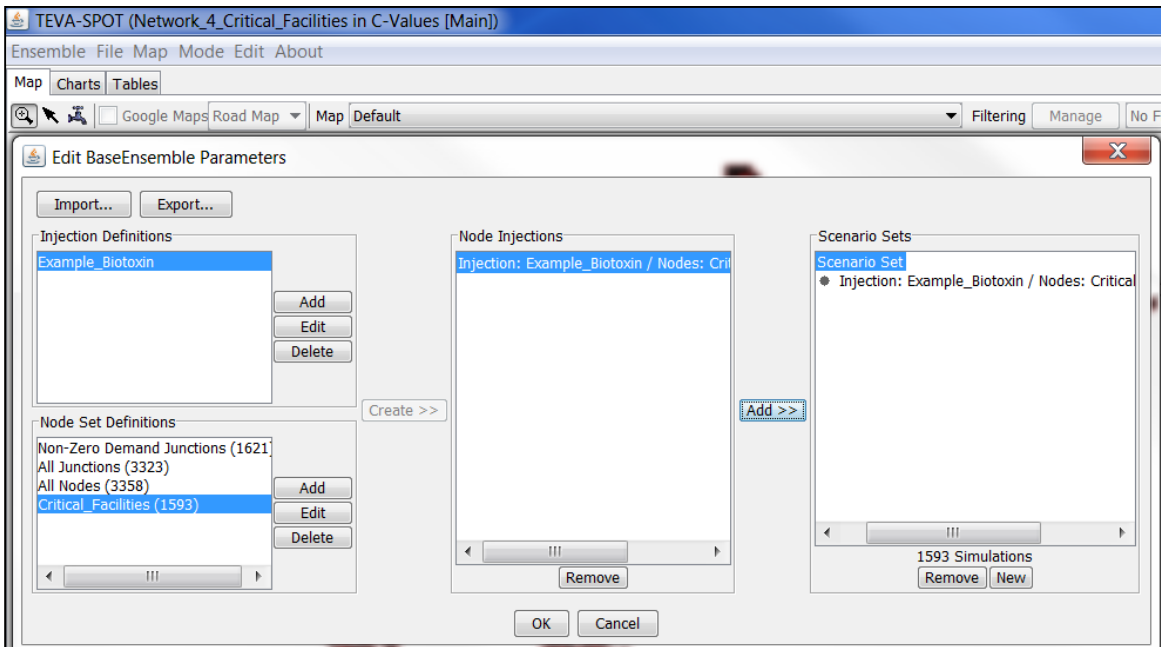 TEVA-SPOT (Network_4_Critical_Facilities in C-Values [Main])
Ensemble File Map Mode Edit About
Map Charts Tables
Google Maps Road Map Map Default Filtering Manage No F
Edit BaseEnsemble Parameters
X
Import... Export...
Injection Definitions
Example_Biotoxin
Add
Edit
Delete
Node Set Definitions
Non-Zero Demand Junctions (1621)
All Junctions (3323)
All Nodes (3358)
Critical_Facilities (1593)
Add
Edit
Delete
Create >>
Node Injections
Injection: Example_Biotoxin / Nodes: Crit
Remove
Add >>
Scenario Sets
Scenario Set
Injection: Example_Biotoxin / Nodes: Critical
1593 Simulations
Remove New
OK Cancel